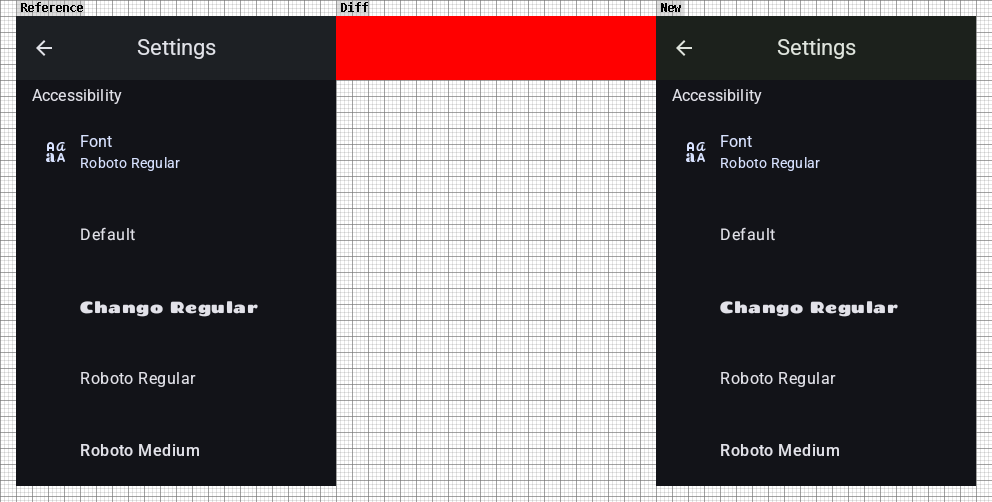 Reference
Diff
New
Settings
Accessibility
Font
Roboto Regular
Default
Chango Regular
Roboto Regular
Roboto Medium
Settings
Accessibility
Font
Roboto Regular
Default
Chango Regular
Roboto Regular
Roboto Medium